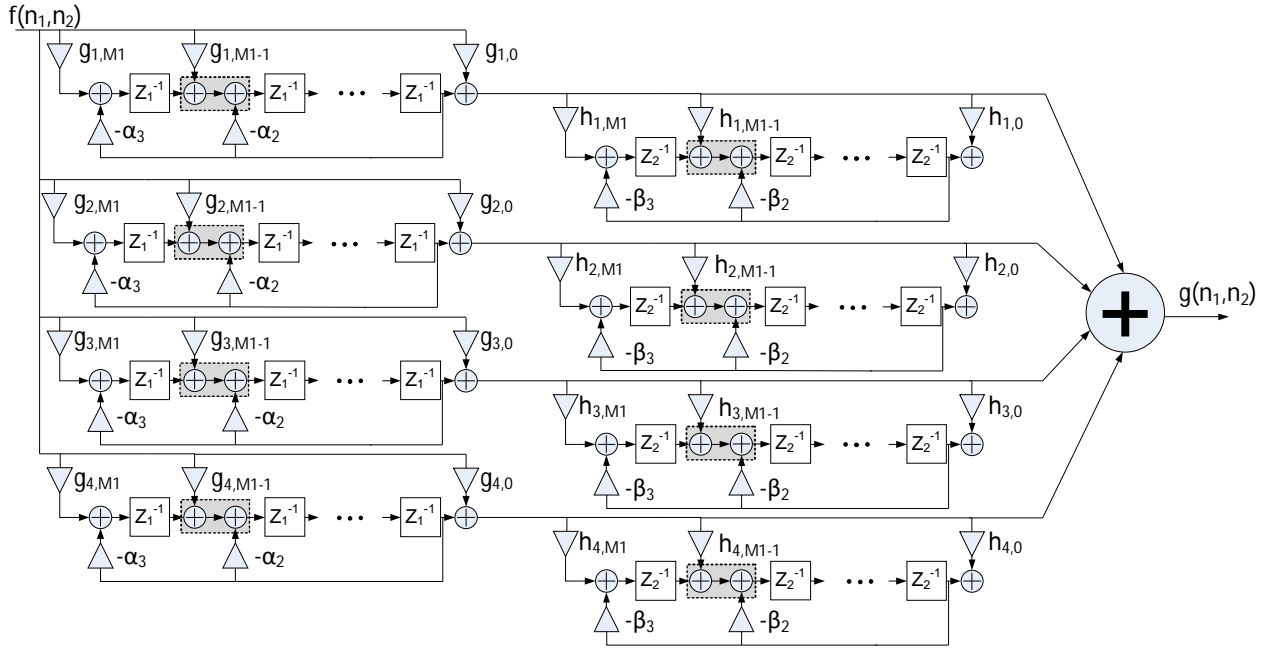 f(n₁,n₂)
g₁,M1 g₁,M1-1 g₁,₀
Z₁⁻¹ Z₁⁻¹ ... Z₁⁻¹
-α₃ -α₂
h₁,M1 h₁,M1-1 h₁,₀
Z₂⁻¹ Z₂⁻¹ ... Z₂⁻¹
-β₃ -β₂
g₂,M1 g₂,M1-1 g₂,₀
Z₁⁻¹ Z₁⁻¹ ... Z₁⁻¹
-α₃ -α₂
h₂,M1 h₂,M1-1 h₂,₀
Z₂⁻¹ Z₂⁻¹ ... Z₂⁻¹
-β₃ -β₂
g₃,M1 g₃,M1-1 g₃,₀
Z₁⁻¹ Z₁⁻¹ ... Z₁⁻¹
-α₃ -α₂
h₃,M1 h₃,M1-1 h₃,₀
Z₂⁻¹ Z₂⁻¹ ... Z₂⁻¹
-β₃ -β₂
g₄,M1 g₄,M1-1 g₄,₀
Z₁⁻¹ Z₁⁻¹ ... Z₁⁻¹
-α₃ -α₂
h₄,M1 h₄,M1-1 h₄,₀
Z₂⁻¹ Z₂⁻¹ ... Z₂⁻¹
-β₃ -β₂
+
g(n₁,n₂)